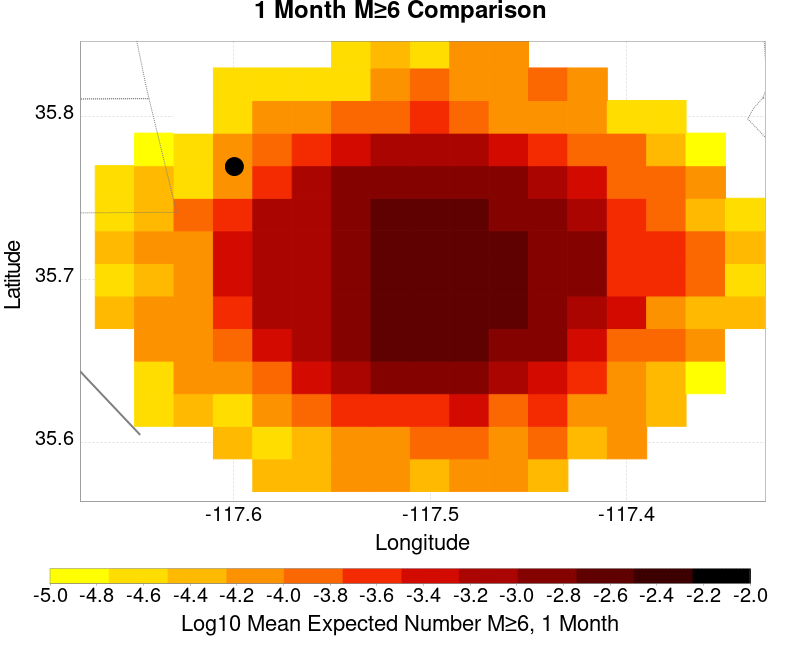 1 Month M≥6 Comparison
35.8
35.7
35.6
Latitude
-117.6 -117.5 -117.4
Longitude
-5.0 -4.8 -4.6 -4.4 -4.2 -4.0 -3.8 -3.6 -3.4 -3.2 -3.0 -2.8 -2.6 -2.4 -2.2 -2.0
Log10 Mean Expected Number M≥6, 1 Month